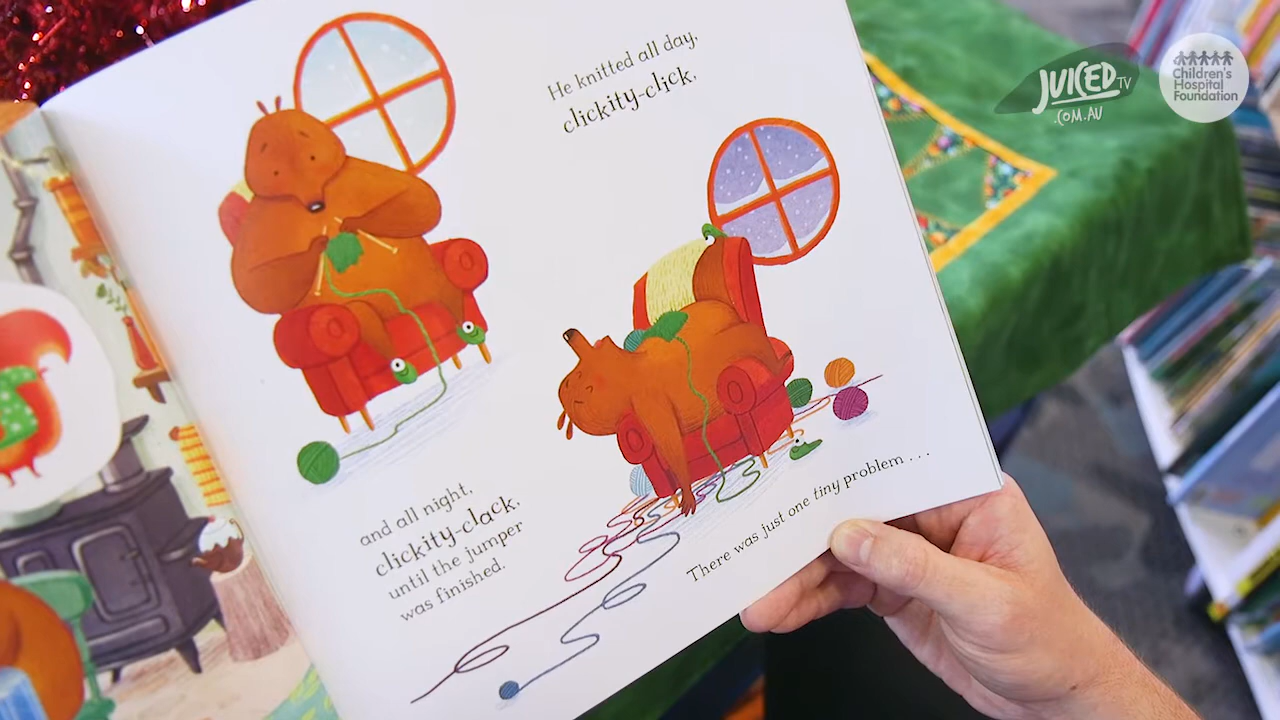 He knitted all day,
clickity-click.
and all night,
clickity-clack,
until the jumper
was finished.
There was just one tiny problem . . .
JUICED TV
.COM.AU
Children's
Hospital
Foundation